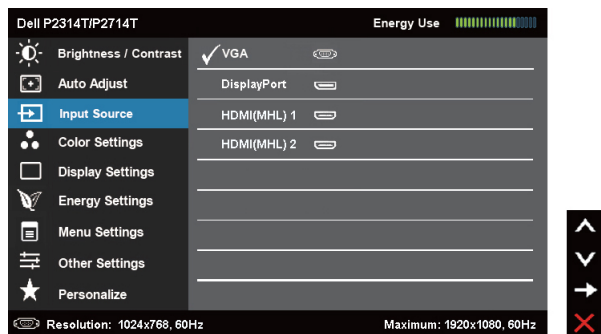 Dell P2314T/P2714T Energy Use
Brightness / Contrast
VGA
Auto Adjust
DisplayPort
Input Source
HDMI(MHL) 1
Color Settings
HDMI(MHL) 2
Display Settings
Energy Settings
Menu Settings
Other Settings
Personalize
Resolution: 1024x768, 60Hz Maximum: 1920x1080, 60Hz